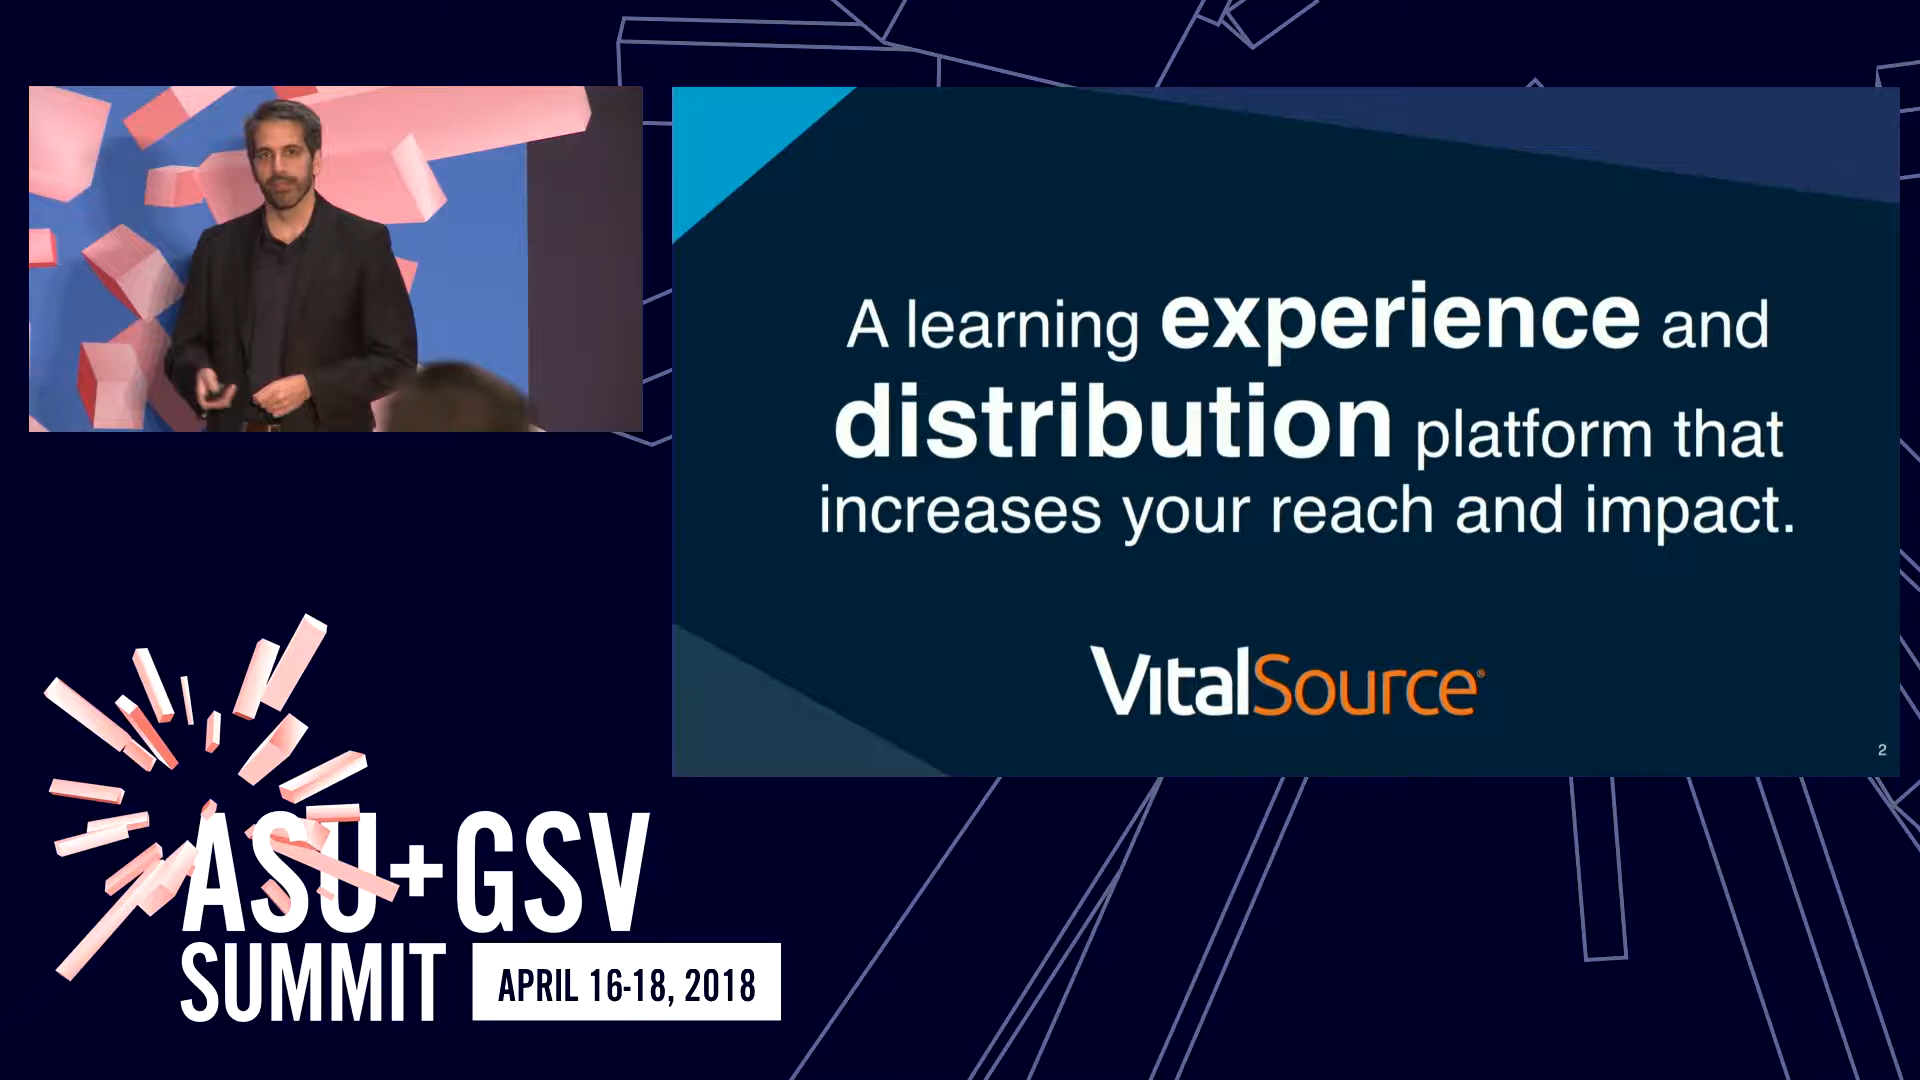 A learning experience and
distribution platform that
increases your reach and impact.
VitalSource®
2
ASU+GSV
SUMMIT
APRIL 16-18, 2018